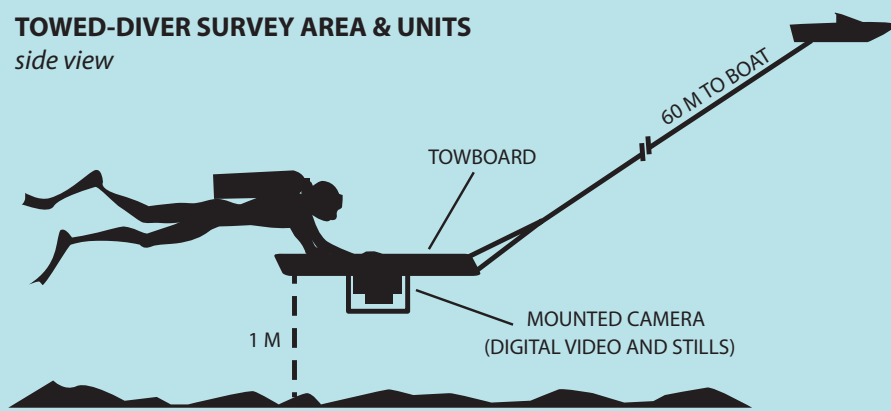 TOWED-DIVER SURVEY AREA & UNITS
side view
60 M TO BOAT
TOWBOARD
MOUNTED CAMERA
(DIGITAL VIDEO AND STILLS)
1 M